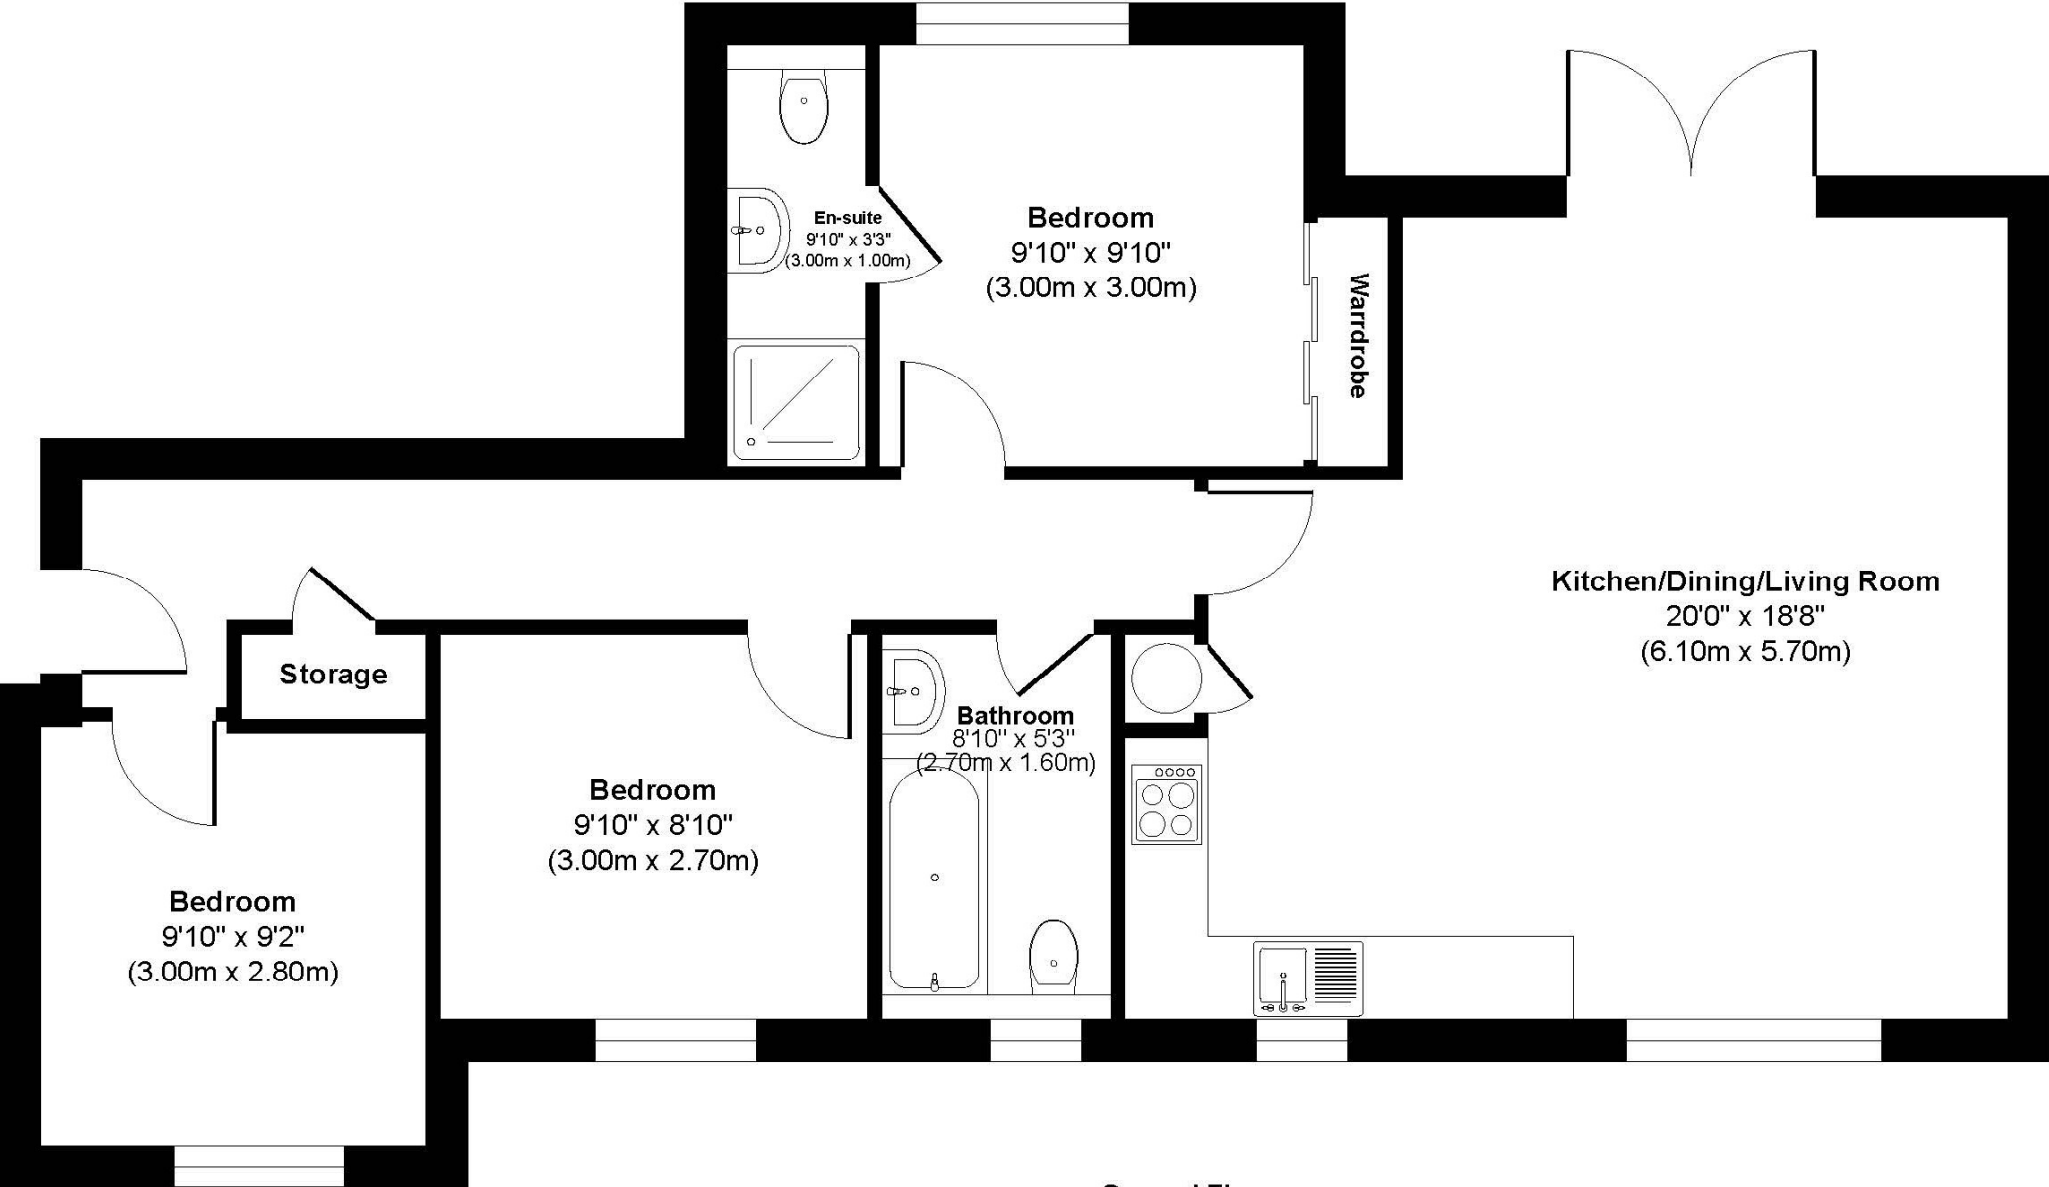 En-suite
9'10" x 3'3"
(3.00m x 1.00m)
Bedroom
9'10" x 9'10"
(3.00m x 3.00m)
Warrdrobe
Kitchen/Dining/Living Room
20'0" x 18'8"
(6.10m x 5.70m)
Storage
Bathroom
8'10" x 5'3"
(2.70m x 1.60m)
Bedroom
9'10" x 8'10"
(3.00m x 2.70m)
Bedroom
9'10" x 9'2"
(3.00m x 2.80m)